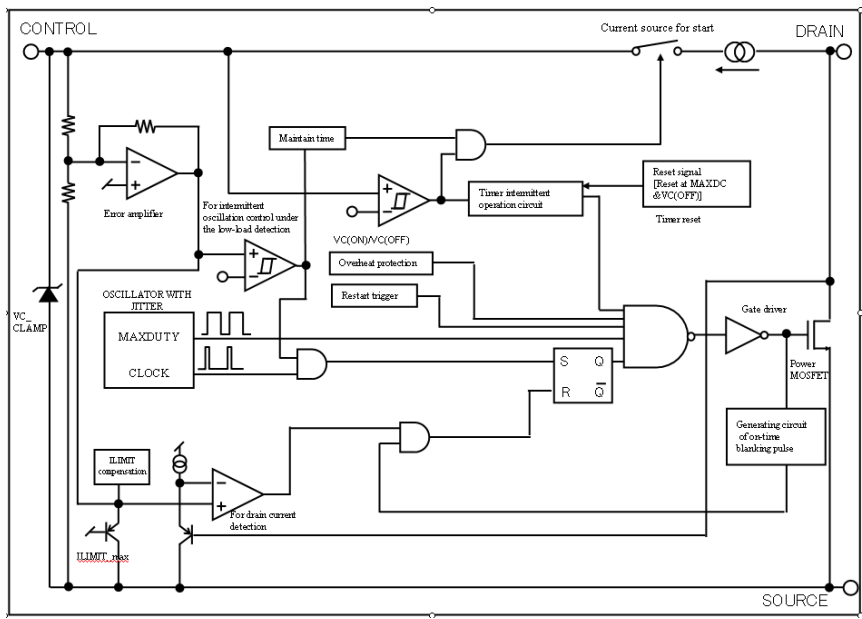 CONTROL
Current source for start
DRAIN
Maintain time
Error amplifier
For intermittent
oscillation control under
the low-load detection
Timer intermittent
operation circuit
Reset signal
[Reset at MAXDC
&VC(OFF)]
Timer reset
VC(ON)/VC(OFF)
Overheat protection
Restart trigger
VC_
CLAMP
OSCILLATOR WITH
JITTER
MAXDUTY
CLOCK
S Q
R Q
Gate driver
Power
MOSFET
Generating circuit
of on-time
blanking pulse
ILIMIT
compensation
For drain current
detection
ILIMIT_max
SOURCE